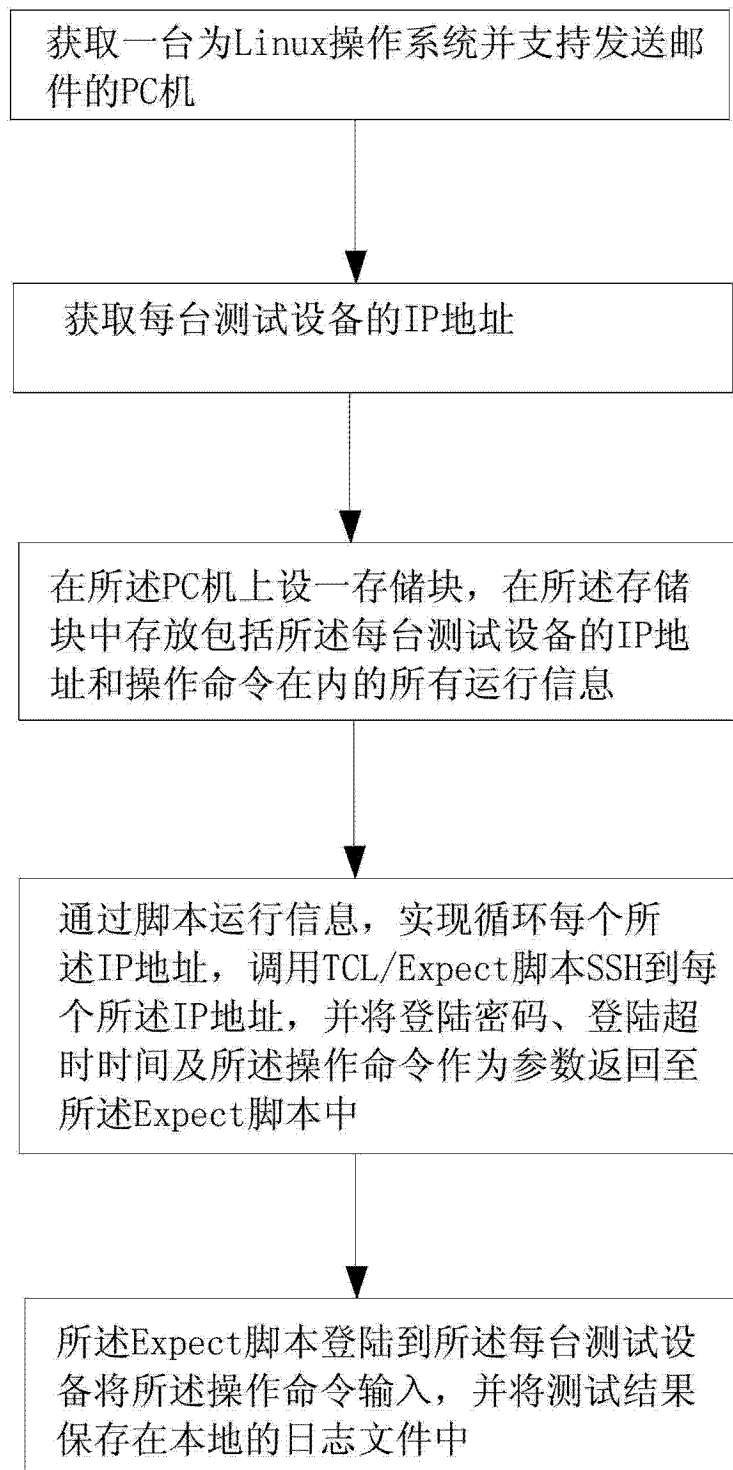 获取一台为Linux操作系统并支持发送邮
件的PC机
获取每台测试设备的IP地址
在所述PC机上设一存储块，在所述存储
块中存放包括所述每台测试设备的IP地
址和操作命令在内的所有运行信息
通过脚本运行信息，实现循环每个所
述IP地址，调用TCL/Expect脚本SSH到每
个所述IP地址，并将登陆密码、登陆超
时时间及所述操作命令作为参数返回至
所述Expect脚本中
所述Expect脚本登陆到所述每台测试设
备将所述操作命令输入，并将测试结果
保存在本地的日志文件中